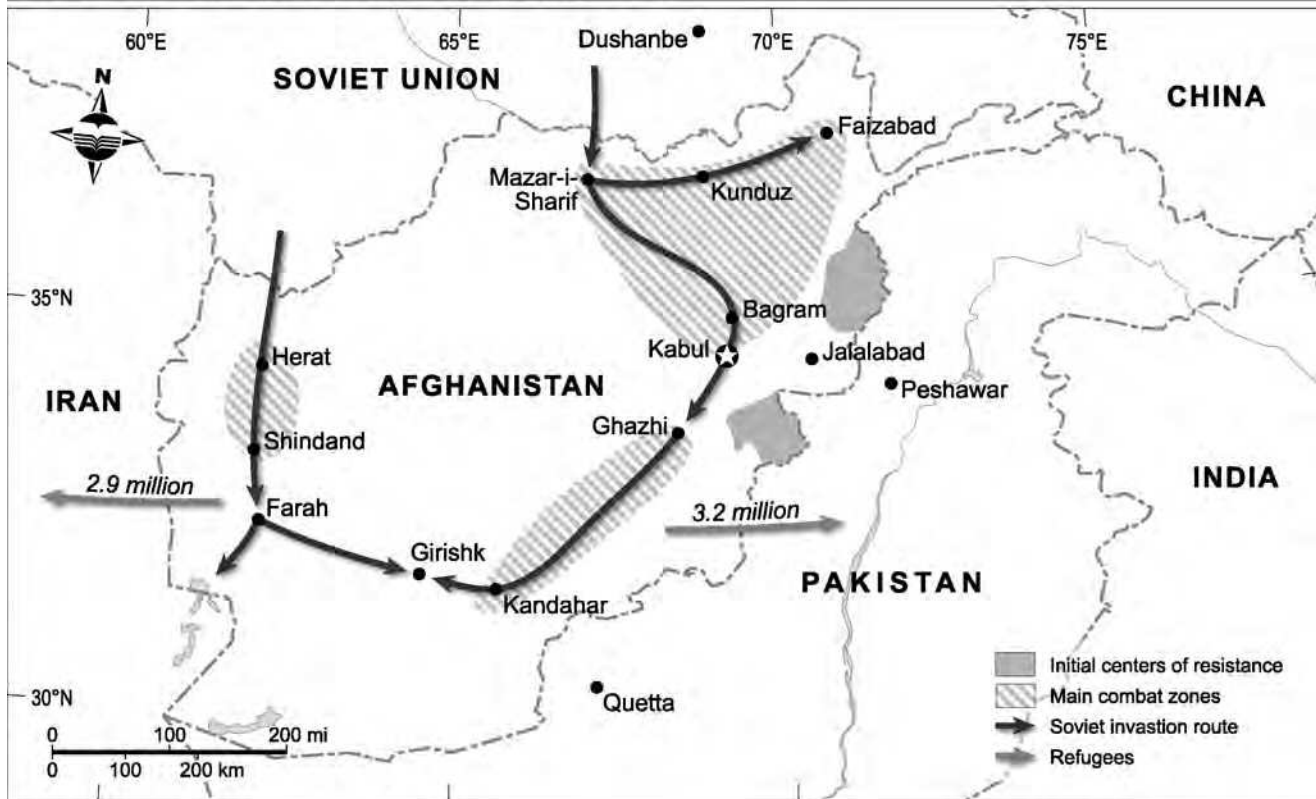 60°E
65°E
70°E
75°E
Dushanbe
SOVIET UNION
CHINA
N
Faizabad
Mazar-i-
Sharif
Kunduz
35°N
Bagram
Herat
Kabul
Jalalabad
AFGHANISTAN
Peshawar
IRAN
Ghazhi
Shindand
INDIA
2.9 million
3.2 million
Farah
Girishk
Kandahar
PAKISTAN
Initial centers of resistance
30°N
Main combat zones
Quetta
Soviet invastion route
0 100 200 mi
Refugees
0 100 200 km